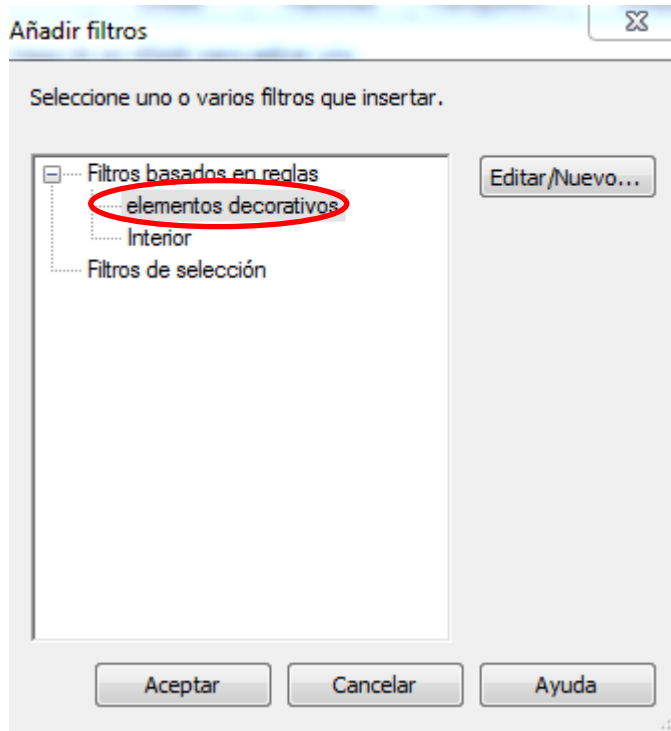 Añadir filtros
Seleccione uno o varios filtros que insertar.
Filtros basados en reglas
Editar/Nuevo...
elementos decorativos
Interior
Filtros de selección
Aceptar
Cancelar
Ayuda